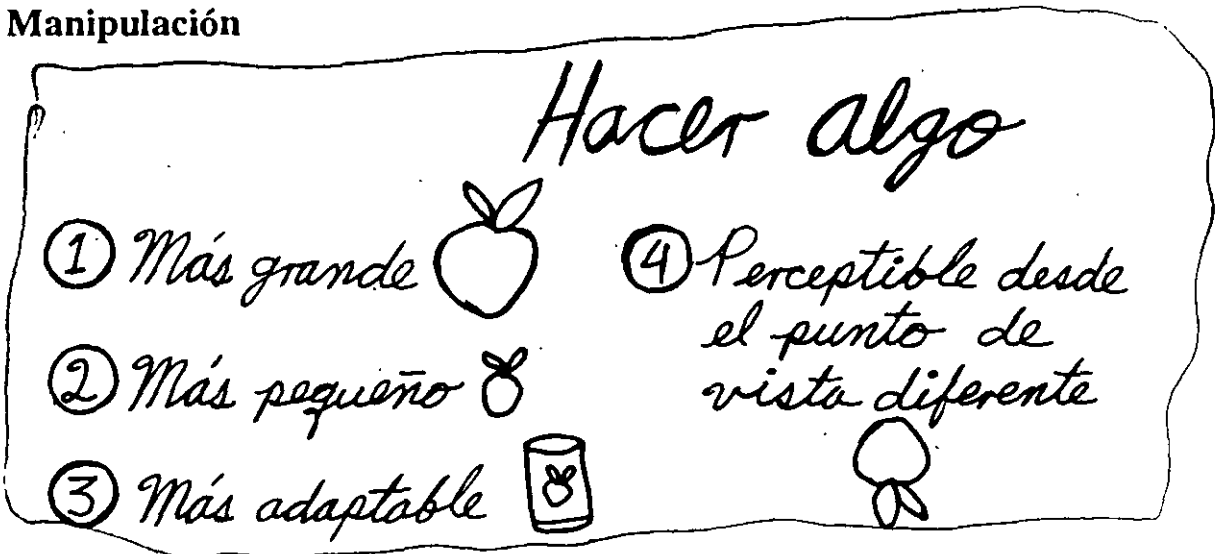 Manipulación
Hacer algo
① Más grande
② Más pequeño
③ Más adaptable
④ Perceptible desde
el punto de
vista diferente